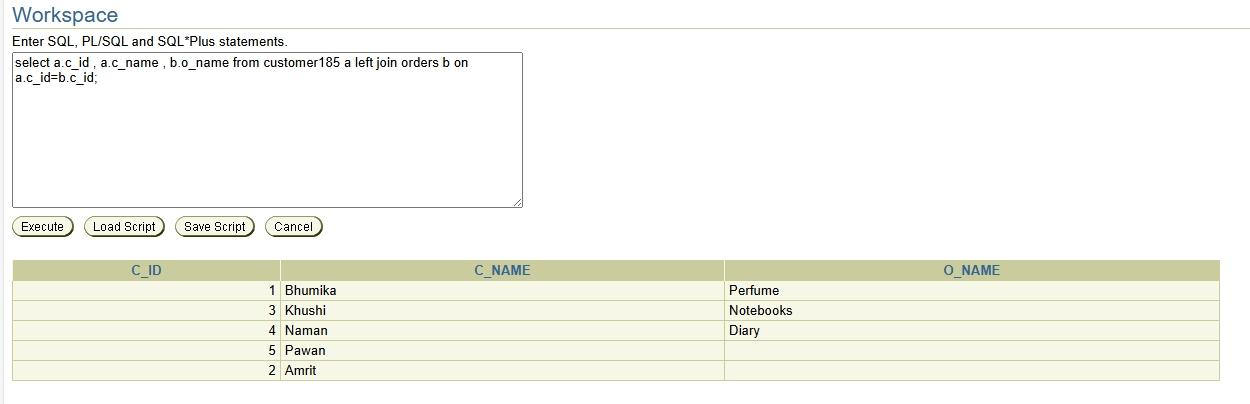 Workspace
Enter SQL, PL/SQL and SQL*Plus statements.
select a.c_id , a.c_name , b.o_name from customer185 a left join orders b on
a.c_id=b.c_id;
Execute Load Script Save Script Cancel
C_ID C_NAME O_NAME
1 Bhumika Perfume
3 Khushi Notebooks
4 Naman Diary
5 Pawan
2 Amrit